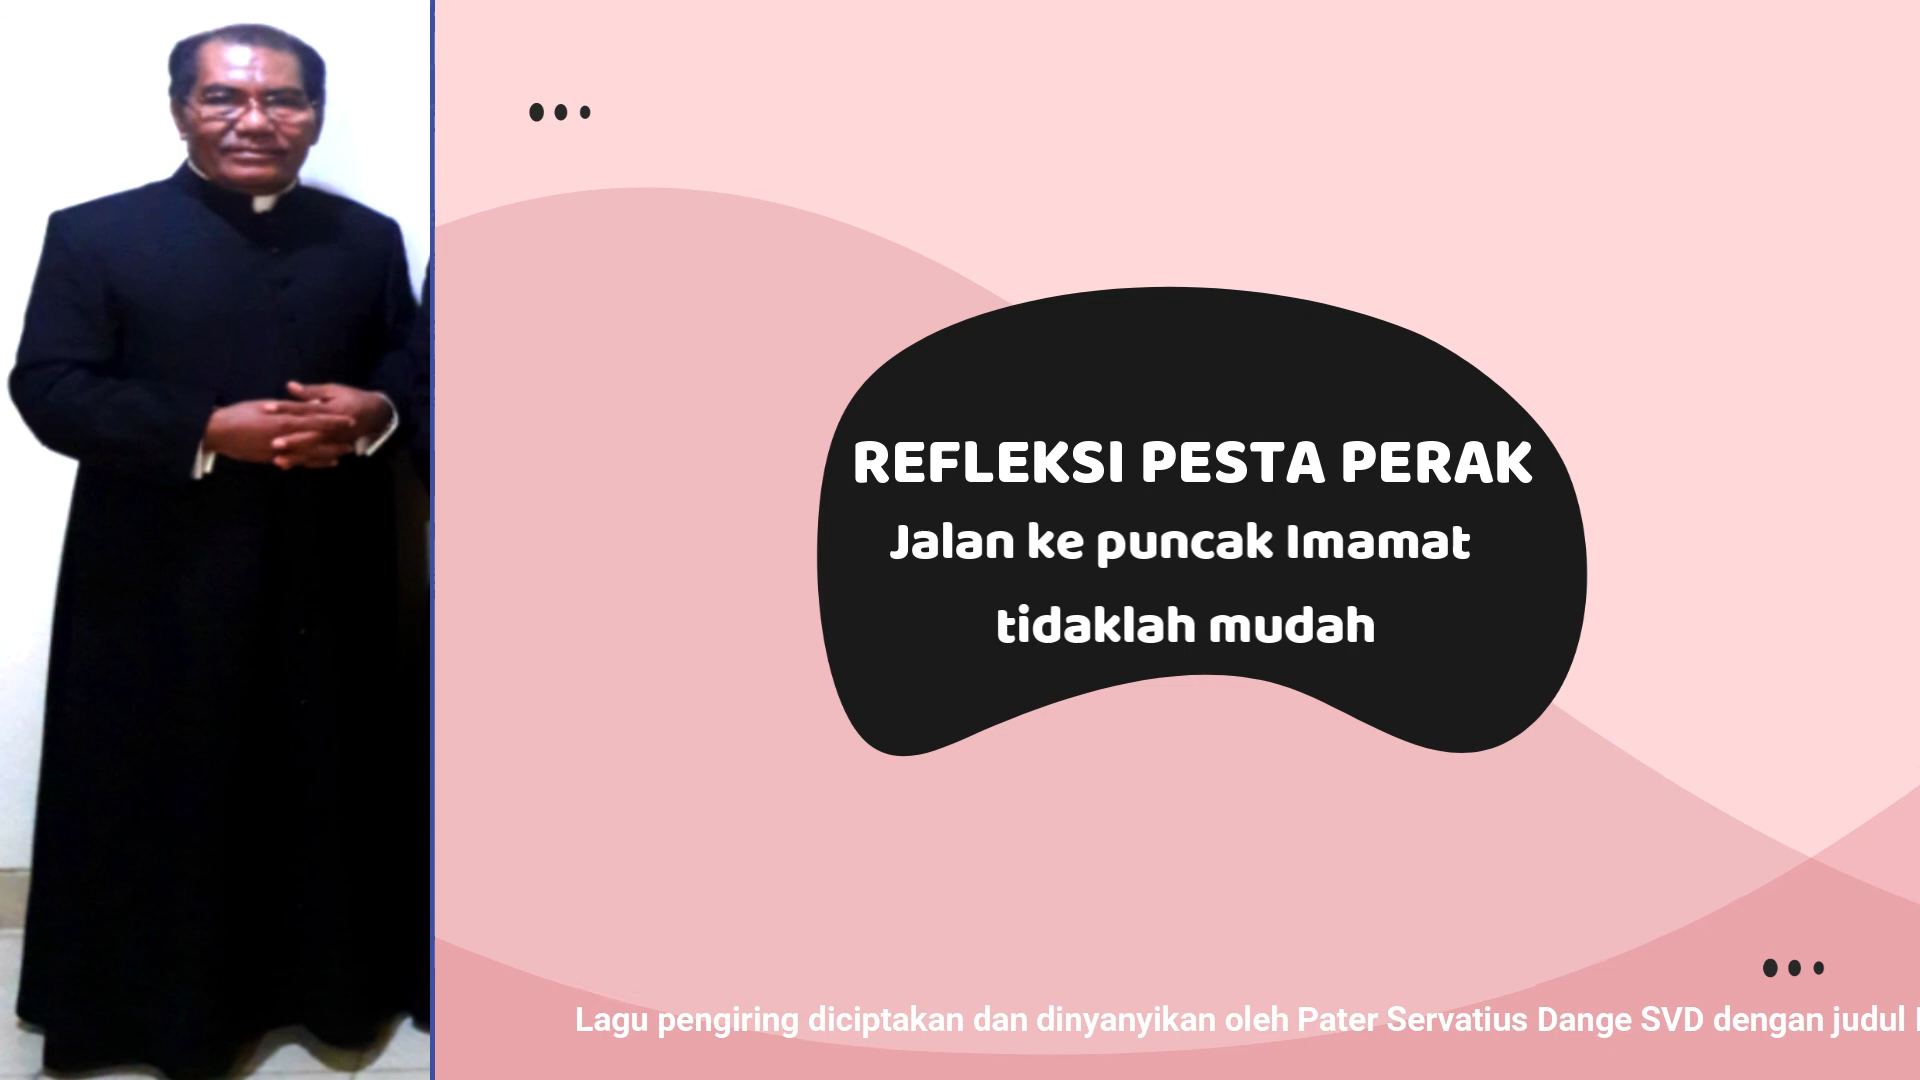 REFLEKSI PESTA PERAK
Jalan ke puncak Imamat
tidaklah mudah
Lagu pengiring diciptakan dan dinyanyikan oleh Pater Servatius Dange SVD dengan judul